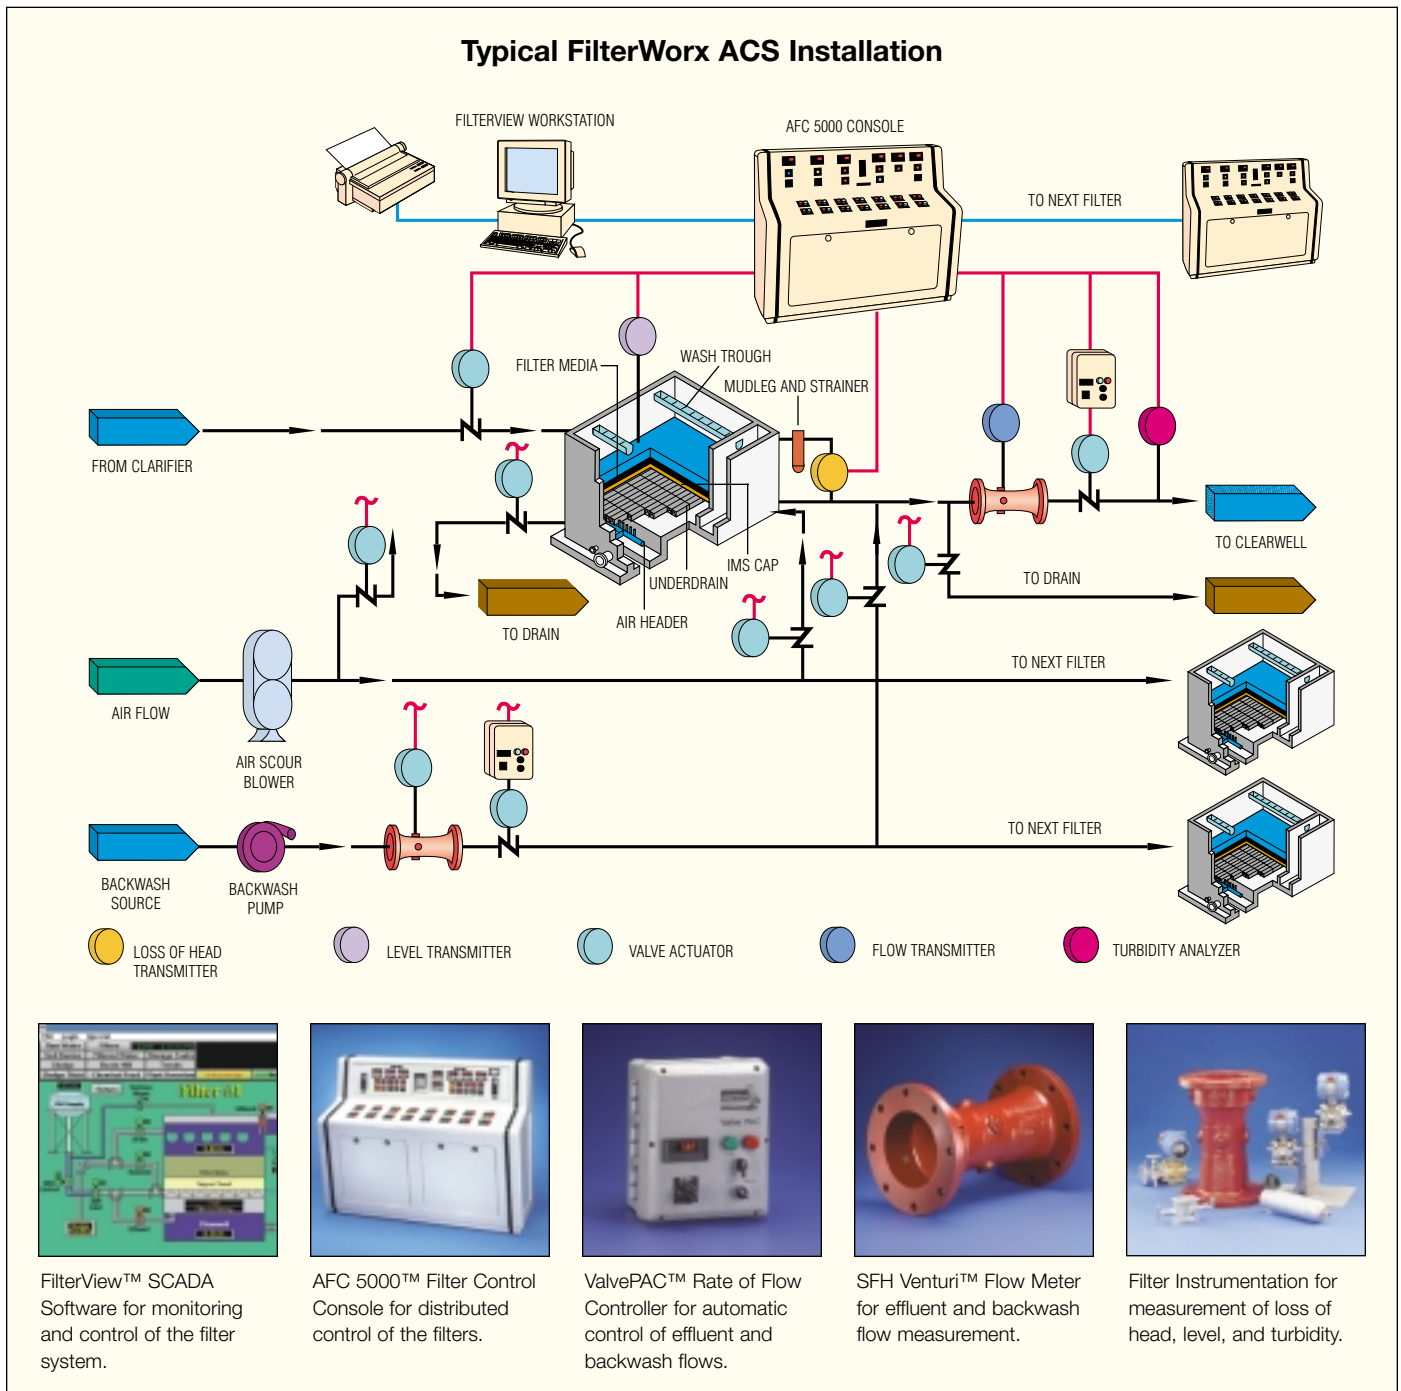 Typical FilterWorx ACS Installation
FILTERVIEW WORKSTATION
AFC 5000 CONSOLE
TO NEXT FILTER
FILTER MEDIA
WASH TROUGH
MUDLEG AND STRAINER
FROM CLARIFIER
TO CLEARWELL
IMS CAP
UNDERDRAIN
TO DRAIN
AIR HEADER
TO DRAIN
TO NEXT FILTER
AIR FLOW
AIR SCOUR
BLOWER
TO NEXT FILTER
BACKWASH
SOURCE
BACKWASH
PUMP
LOSS OF HEAD
TRANSMITTER
LEVEL TRANSMITTER
VALVE ACTUATOR
FLOW TRANSMITTER
TURBIDITY ANALYZER
Filter #1
Valve PAC
FilterView™ SCADA
Software for monitoring
and control of the filter
system.
AFC 5000™ Filter Control
Console for distributed
control of the filters.
ValvePAC™ Rate of Flow
Controller for automatic
control of effluent and
backwash flows.
SFH Venturi™ Flow Meter
for effluent and backwash
flow measurement.
Filter Instrumentation for
measurement of loss of
head, level, and turbidity.